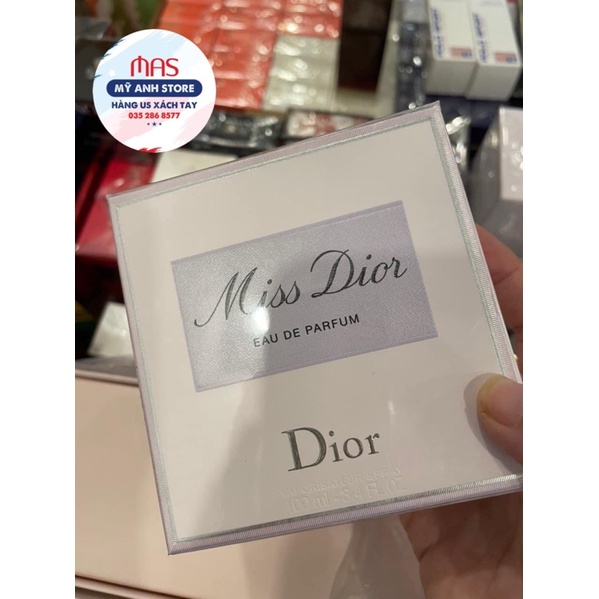 MAS
MỸ ANH STORE
HÀNG US XÁCH TAY
035 286 8577
Miss Dior
EAU DE PARFUM
Dior